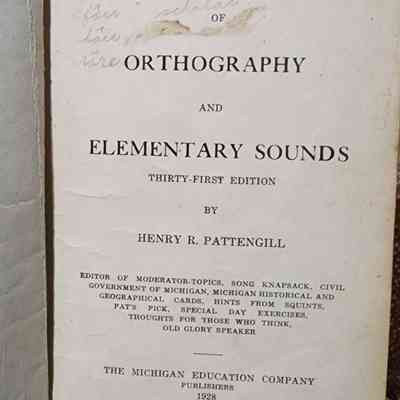 OF
ORTHOGRAPHY
AND
ELEMENTARY SOUNDS
THIRTY-FIRST EDITION
BY
HENRY R. PATTENGILL
EDITOR OF MODERATOR-TOPICS, SONG KNAPSACK, CIVIL
GOVERNMENT OF MICHIGAN, MICHIGAN HISTORICAL AND
GEOGRAPHICAL CARDS, HINTS FROM SQUINTS,
PAT'S PICK, SPECIAL DAY EXERCISES,
THOUGHTS FOR THOSE WHO THINK,
OLD GLORY SPEAKER
THE MICHIGAN EDUCATION COMPANY
PUBLISHERS
1928